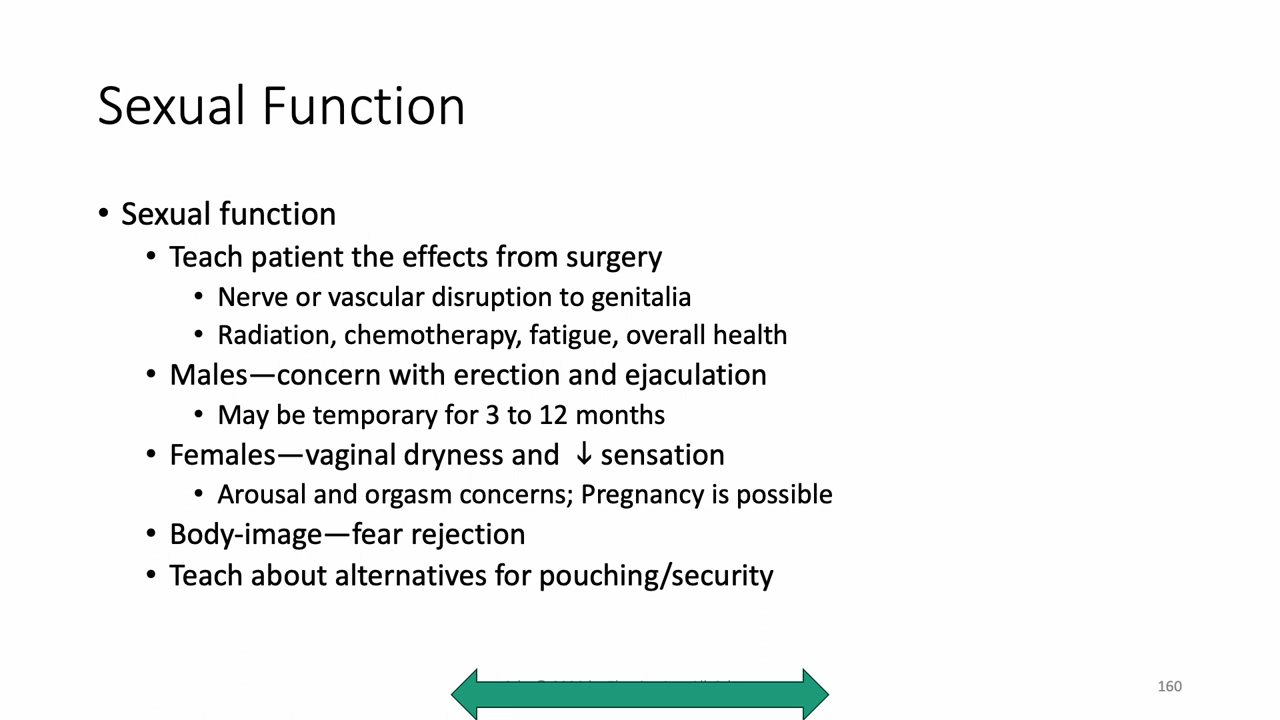 Sexual Function
• Sexual function
• Teach patient the effects from surgery
• Nerve or vascular disruption to genitalia
• Radiation, chemotherapy, fatigue, overall health
• Males—concern with erection and ejaculation
• May be temporary for 3 to 12 months
• Females—vaginal dryness and ↓ sensation
• Arousal and orgasm concerns; Pregnancy is possible
• Body-image—fear rejection
• Teach about alternatives for pouching/security
160